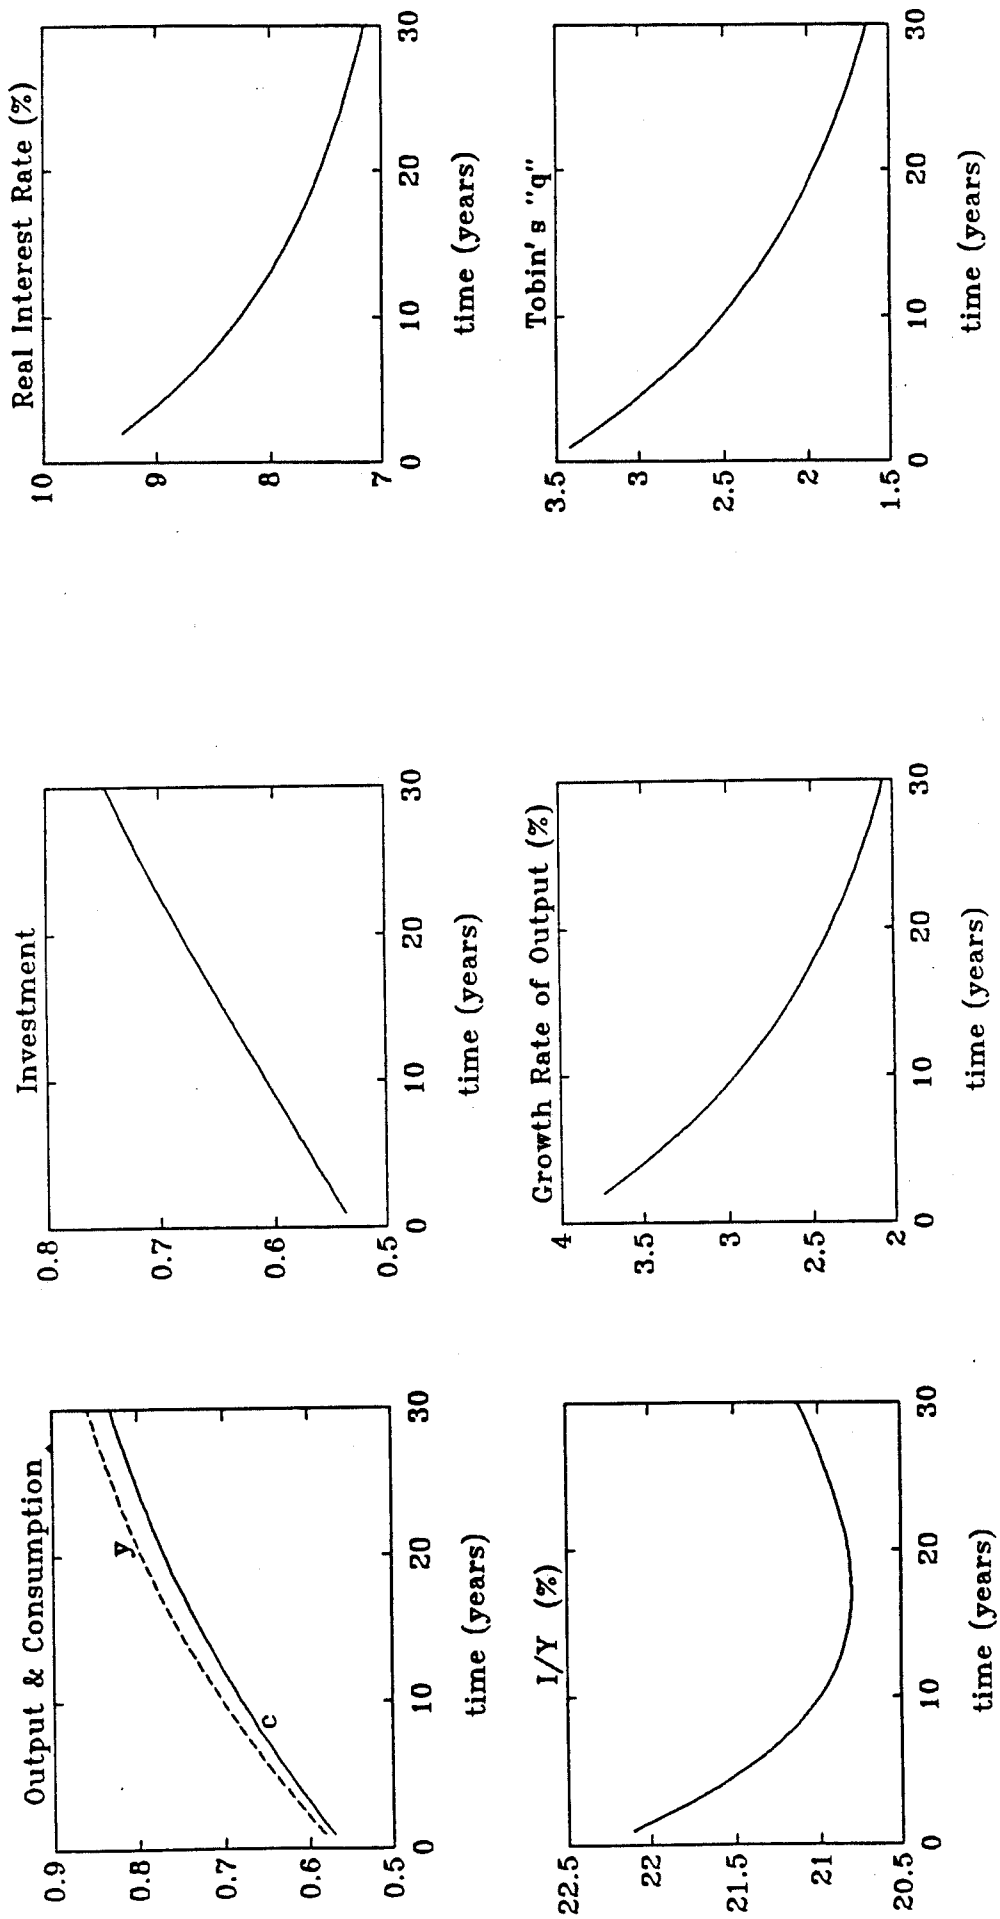 Output & Consumption
0.9
0.8
0.7
0.6
0.5
y
c
0 10 20 30
time (years)
Investment
0.8
0.7
0.6
0.5
0 10 20 30
time (years)
Real Interest Rate (%)
10
9
8
7
0 10 20 30
time (years)
I/Y (%)
22.5
22
21.5
21
20.5
0 10 20 30
time (years)
Growth Rate of Output (%)
4
3.5
3
2.5
2
0 10 20 30
time (years)
Tobin's "q"
3.5
3
2.5
2
1.5
0 10 20 30
time (years)